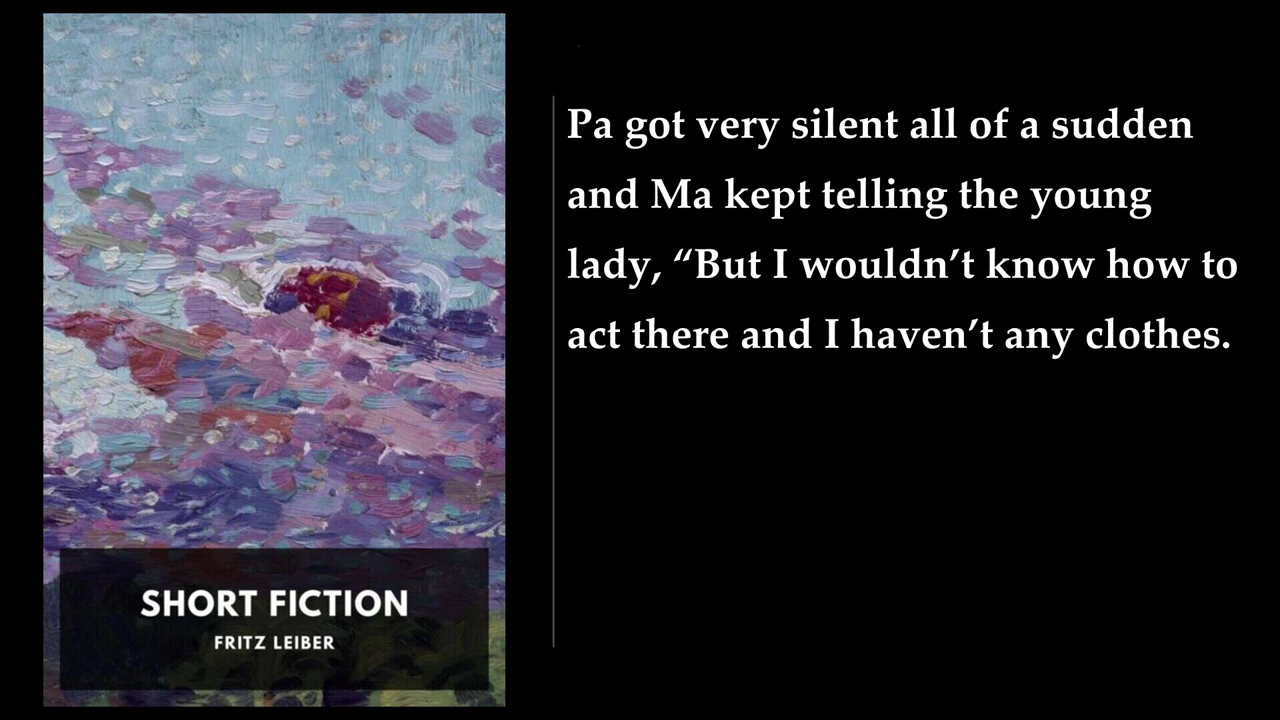 SHORT FICTION
FRITZ LEIBER
Pa got very silent all of a sudden
and Ma kept telling the young
lady, “But I wouldn’t know how to
act there and I haven’t any clothes.